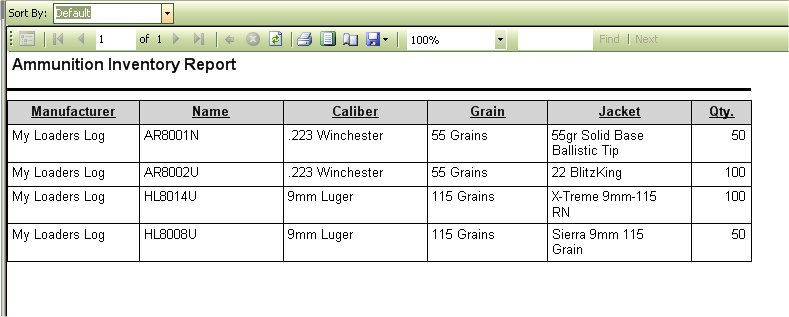 Sort By: Default
1 of 1 100% Find | Next
Ammunition Inventory Report
Manufacturer Name Caliber Grain Jacket Qty.
My Loaders Log AR8001N .223 Winchester 55 Grains 55gr Solid Base 50
Ballistic Tip
My Loaders Log AR8002U .223 Winchester 55 Grains 22 BlitzKing 100
My Loaders Log HL8014U 9mm Luger 115 Grains X-Treme 9mm-115 100
RN
My Loaders Log HL8008U 9mm Luger 115 Grains Sierra 9mm 115 50
Grain